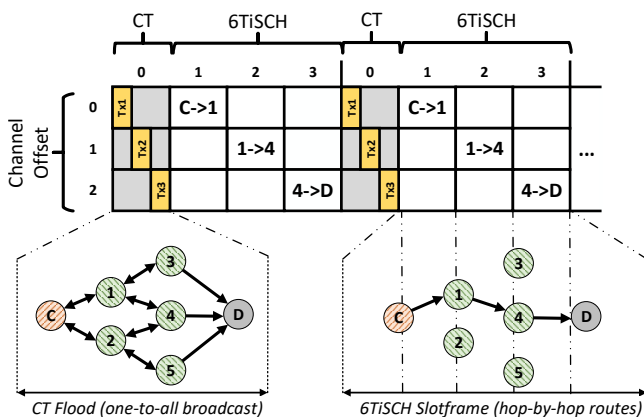 CT 6TiSCH CT 6TiSCH
0 1 2 3 0 1 2 3
Channel
Offset
0 Tx1 C->1 Tx1 C->1
1 Tx2 1->4 Tx2 1->4 ...
2 Tx3 4->D Tx3 4->D
3 3
1 1
C 4 D C 4 D
2 2
5 5
CT Flood (one-to-all broadcast) 6TiSCH Slotframe (hop-by-hop routes)